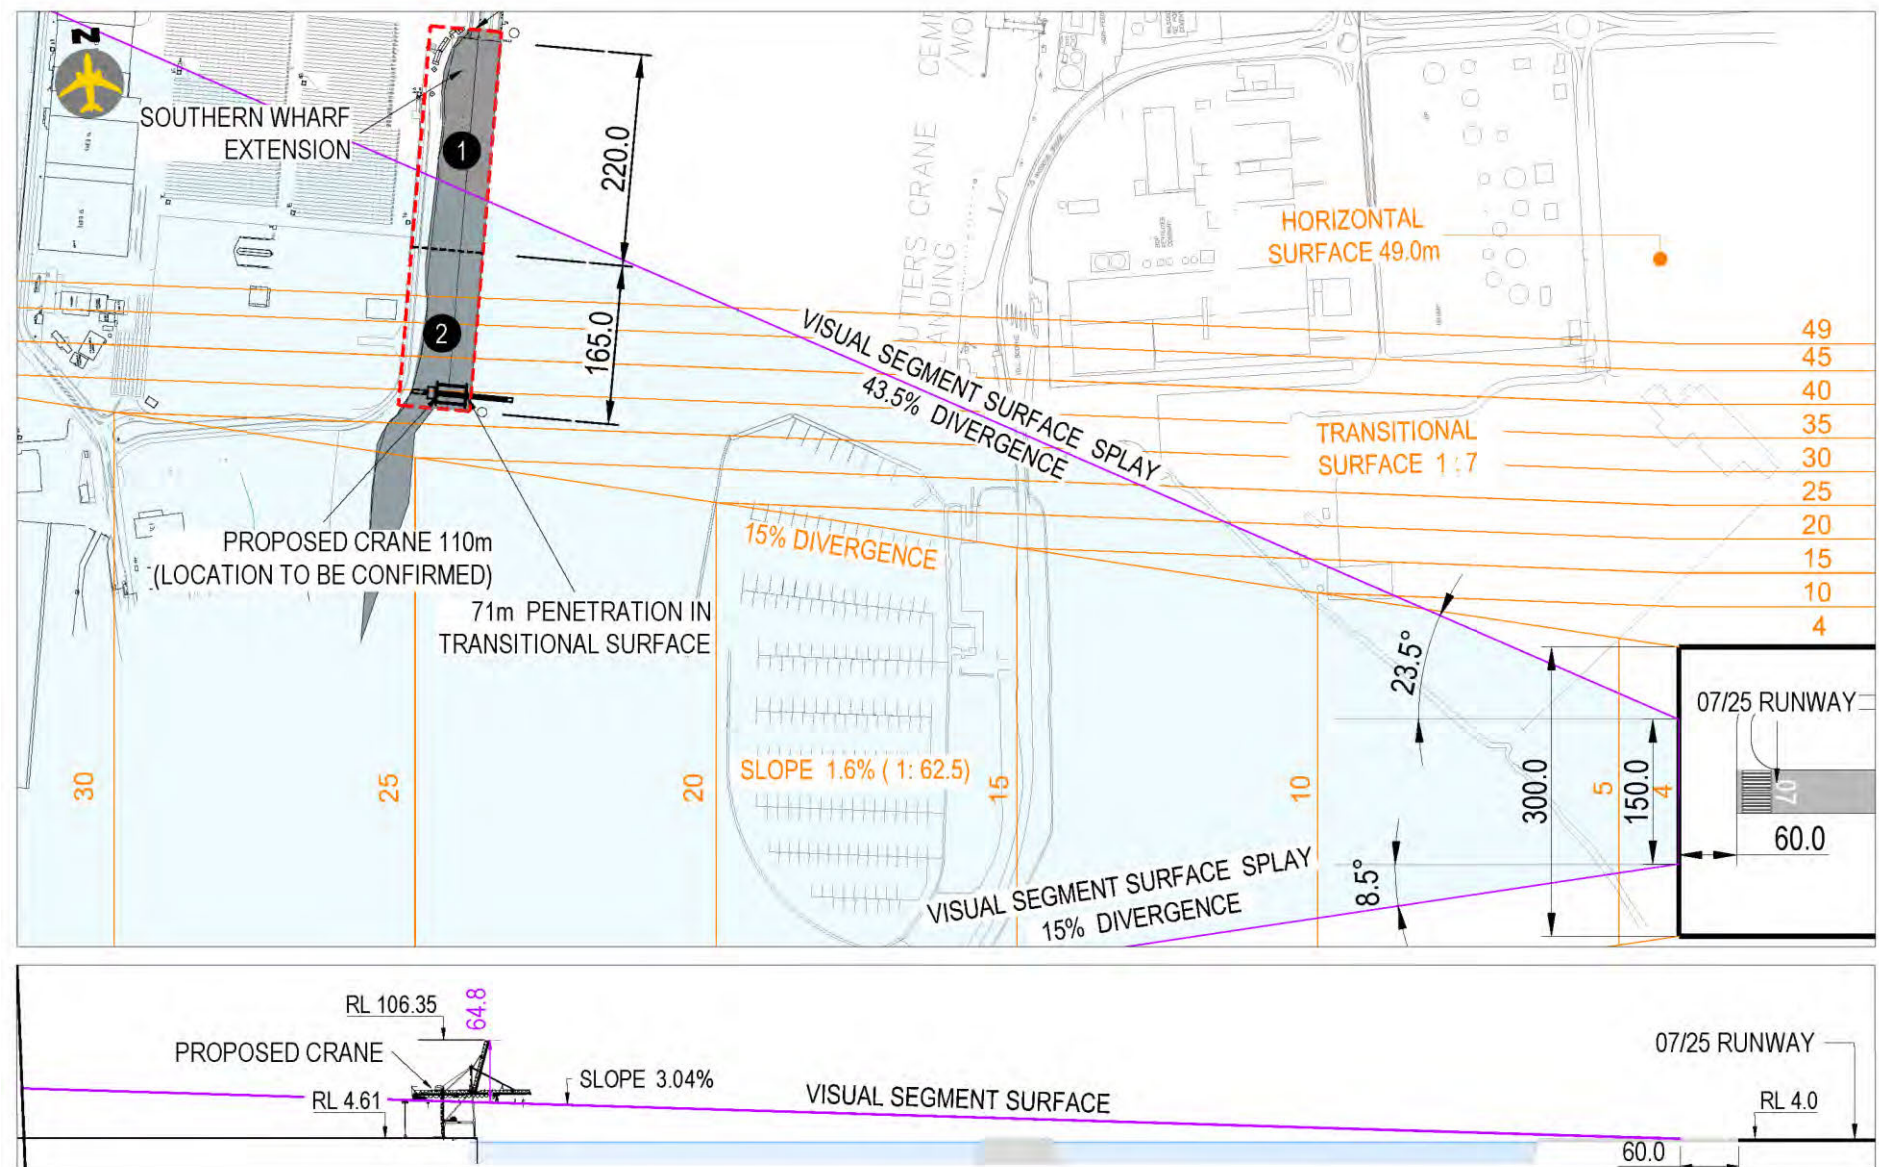 Z
SOUTHERN WHARF
EXTENSION
1
220.0
2
165.0
CEM
/WOO
UTTERS CRANE
LANDING
HORIZONTAL
SURFACE 49.0m
VISUAL SEGMENT SURFACE SPLAY
43.5% DIVERGENCE
49
45
40
35
30
25
20
15
10
4
TRANSITIONAL
SURFACE 1 : 7
15% DIVERGENCE
PROPOSED CRANE 110m
(LOCATION TO BE CONFIRMED)
71m PENETRATION IN
TRANSITIONAL SURFACE
23.5°
07/25 RUNWAY
07
60.0
30
25
20
SLOPE 1.6% ( 1: 62.5)
15
10
300.0
5
150.0
4
8.5°
VISUAL SEGMENT SURFACE SPLAY
15% DIVERGENCE
RL 106.35
64.8
PROPOSED CRANE
RL 4.61
SLOPE 3.04%
VISUAL SEGMENT SURFACE
07/25 RUNWAY
RL 4.0
60.0